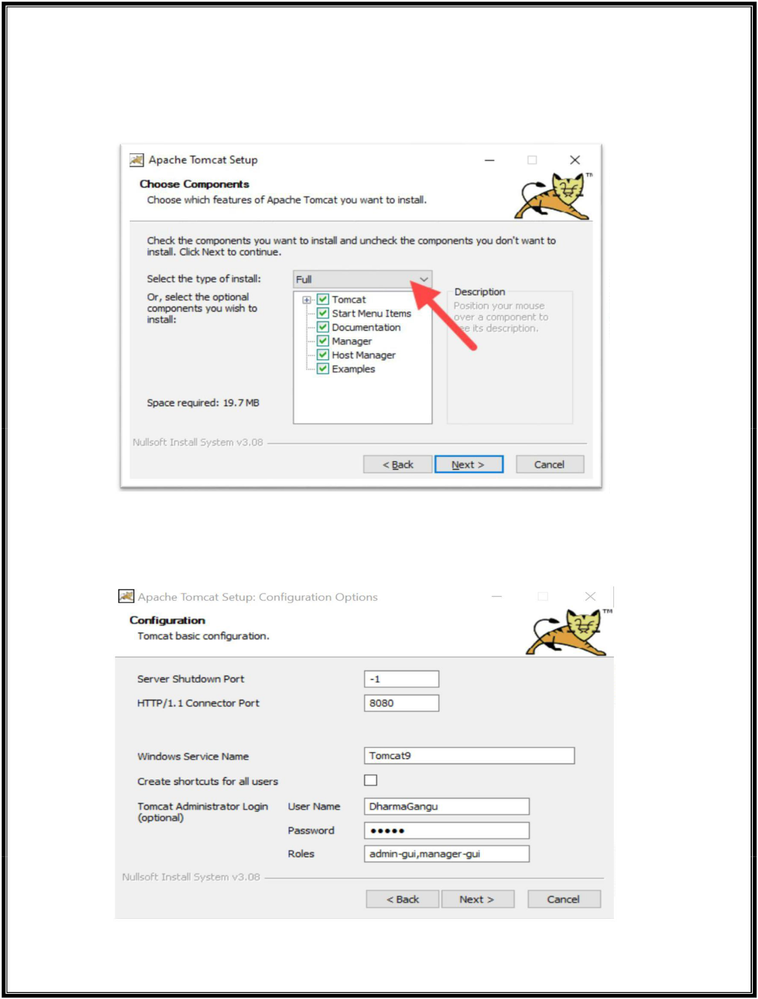 Apache Tomcat Setup
Choose Components
Choose which features of Apache Tomcat you want to install.
TM
Check the components you want to install and uncheck the components you don't want to
install. Click Next to continue.
Select the type of install:
Full
Or, select the optional
components you wish to
install:
Tomcat
Start Menu Items
Documentation
Manager
Host Manager
Examples
Description
Position your mouse
over a component to
see its description.
Space required: 19.7 MB
Nullsoft Install System v3.08
< Back
Next >
Cancel
Apache Tomcat Setup: Configuration Options
Configuration
Tomcat basic configuration.
TM
Server Shutdown Port
-1
HTTP/1.1 Connector Port
8080
Windows Service Name
Tomcat9
Create shortcuts for all users
Tomcat Administrator Login
(optional)
User Name
DharmaGangu
Password
•••••
Roles
admin-gui,manager-gui
Nullsoft Install System v3.08
< Back
Next >
Cancel